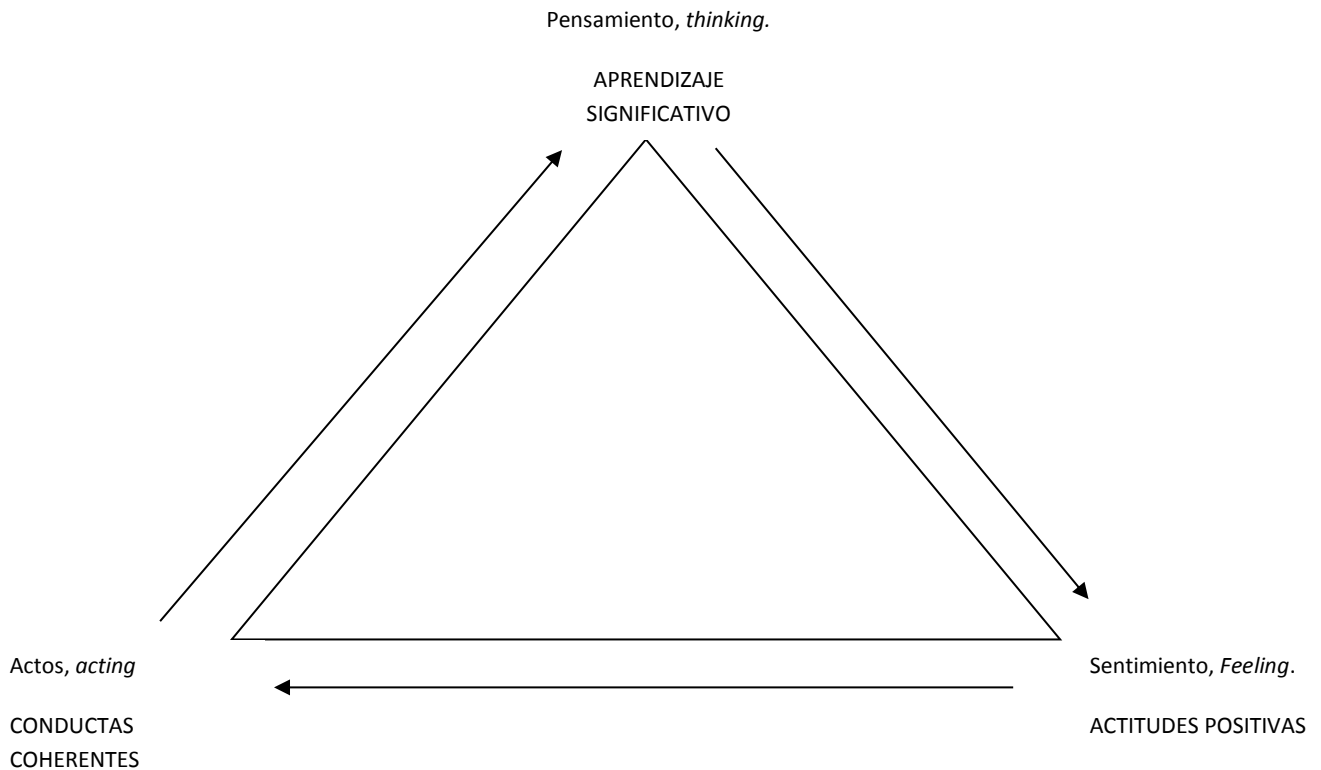 Pensamiento, thinking.
APRENDIZAJE
SIGNIFICATIVO
Actos, acting
CONDUCTAS
COHERENTES
Sentimiento, Feeling.
ACTITUDES POSITIVAS